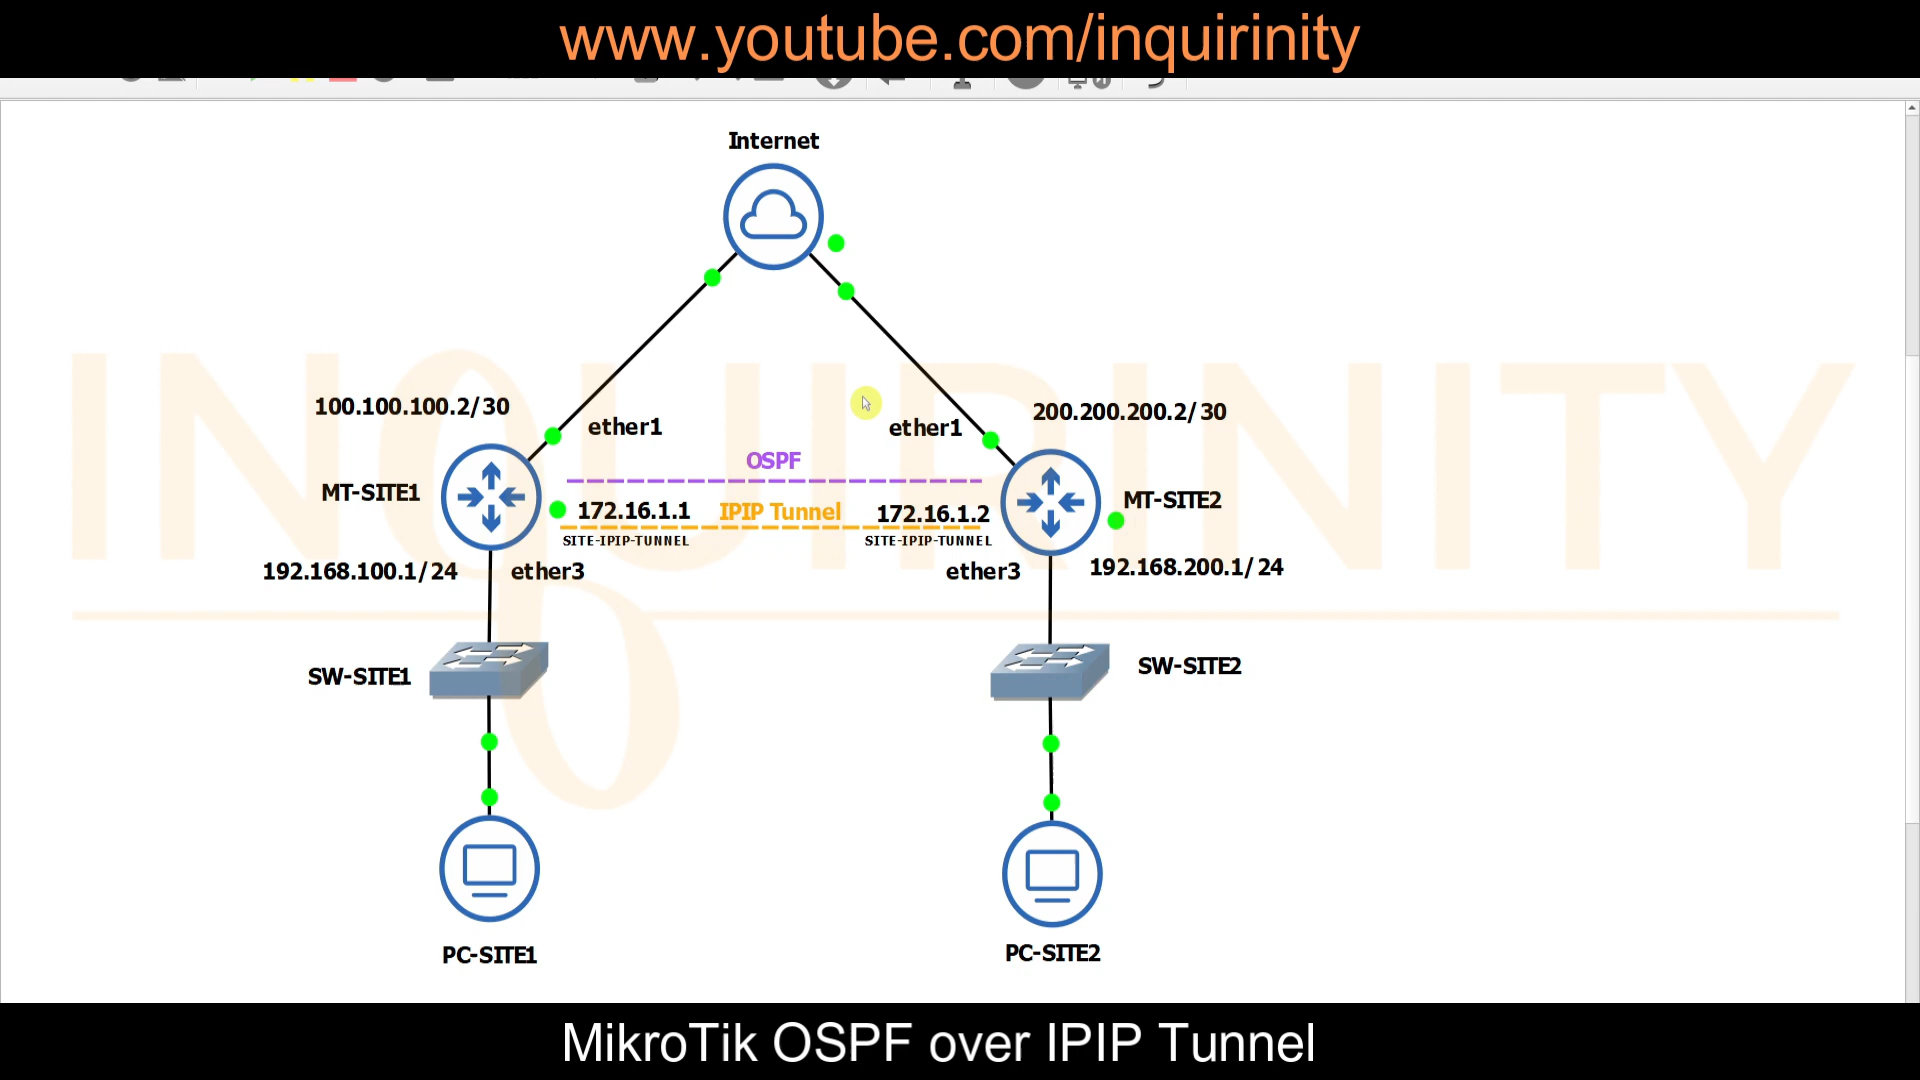 www.youtube.com/inquirinity
Internet
100.100.100.2/30
ether1
ether1
200.200.200.2/30
OSPF
MT-SITE1
172.16.1.1
IPIP Tunnel
172.16.1.2
MT-SITE2
SITE-IPIP-TUNNEL
SITE-IPIP-TUNNEL
192.168.100.1/24
ether3
ether3
192.168.200.1/24
INQUIRINITY
SW-SITE1
SW-SITE2
PC-SITE1
PC-SITE2
MikroTik OSPF over IPIP Tunnel